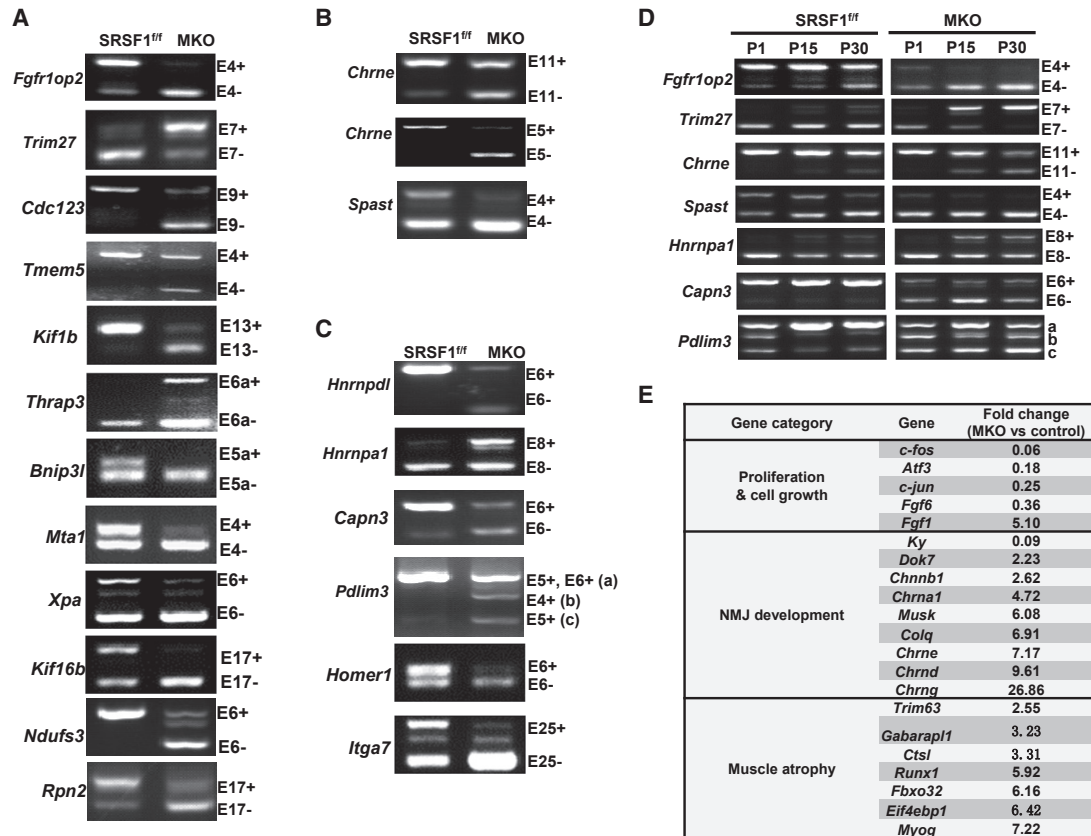 A
SRSF1f/f MKO
Fgfr1op2
E4+
E4-
Trim27
E7+
E7-
Cdc123
E9+
E9-
Tmem5
E4+
E4-
Kif1b
E13+
E13-
Thrap3
E6a+
E6a-
Bnip3l
E5a+
E5a-
Mta1
E4+
E4-
Xpa
E6+
E6-
Kif16b
E17+
E17-
Ndufs3
E6+
E6-
Rpn2
E17+
E17-
B
SRSF1f/f MKO
Chrne
E11+
E11-
Chrne
E5+
E5-
Spast
E4+
E4-
C
SRSF1f/f MKO
Hnrnpdl
E6+
E6-
Hnrnpa1
E8+
E8-
Capn3
E6+
E6-
Pdlim3
E5+, E6+ (a)
E4+ (b)
E5+ (c)
Homer1
E6+
E6-
Itga7
E25+
E25-
D
SRSF1f/f MKO
P1 P15 P30 P1 P15 P30
Fgfr1op2
E4+
E4-
Trim27
E7+
E7-
Chrne
E11+
E11-
Spast
E4+
E4-
Hnrnpa1
E8+
E8-
Capn3
E6+
E6-
Pdlim3
a
b
c
E
Gene category Gene Fold change
(MKO vs control)
Proliferation
& cell growth
c-fos 0.06
Atf3 0.18
c-jun 0.25
Fgf6 0.36
Fgf1 5.10
NMJ development
Ky 0.09
Dok7 2.23
Chnnb1 2.62
Chrna1 4.72
Musk 6.08
Colq 6.91
Chrne 7.17
Chrnd 9.61
Chrng 26.86
Muscle atrophy
Trim63 2.55
Gabarapl1 3.23
Ctsl 3.31
Runx1 5.92
Fbxo32 6.16
Eif4ebp1 6.42
Myog 7.22